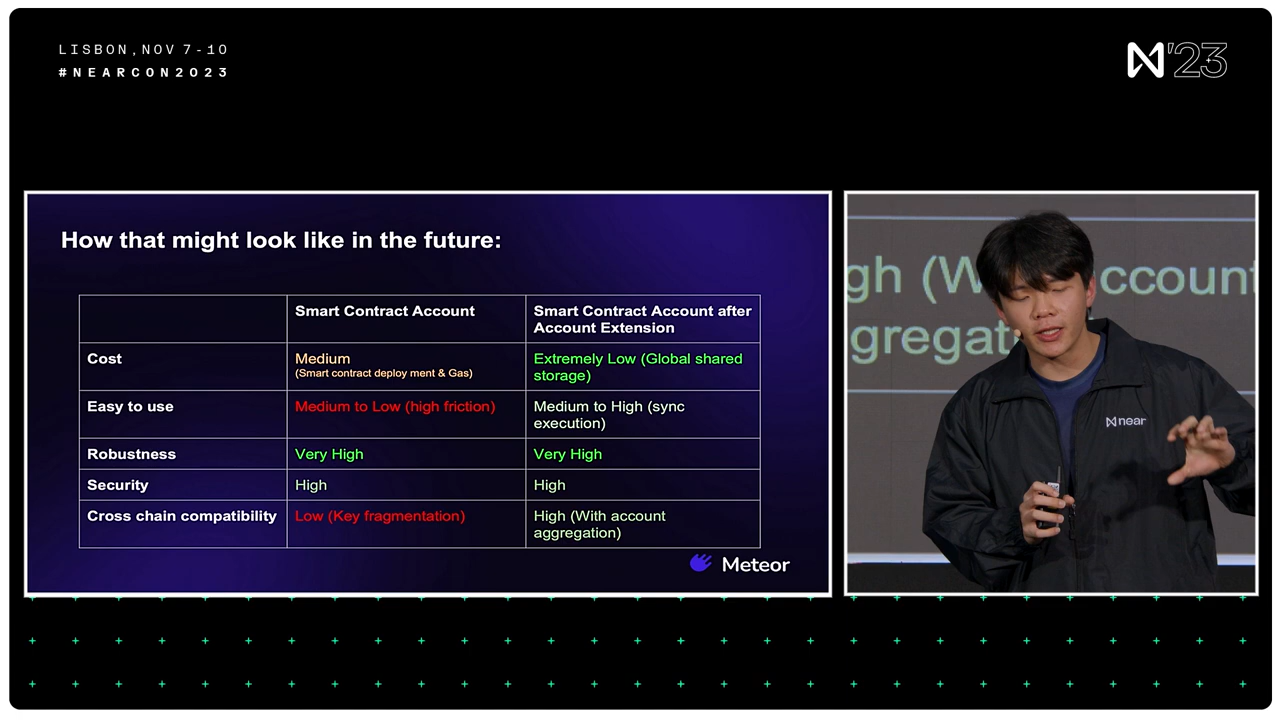 LISBON, NOV 7-10
#NEARCON2023
'23
How that might look like in the future:
Smart Contract Account
Smart Contract Account after
Account Extension
Cost
Medium
(Smart contract deploy ment & Gas)
Extremely Low (Global shared
storage)
Easy to use
Medium to Low (high friction)
Medium to High (sync
execution)
Robustness
Very High
Very High
Security
High
High
Cross chain compatibility
Low (Key fragmentation)
High (With account
aggregation)
Meteor
gh (W ccount
gregat
near